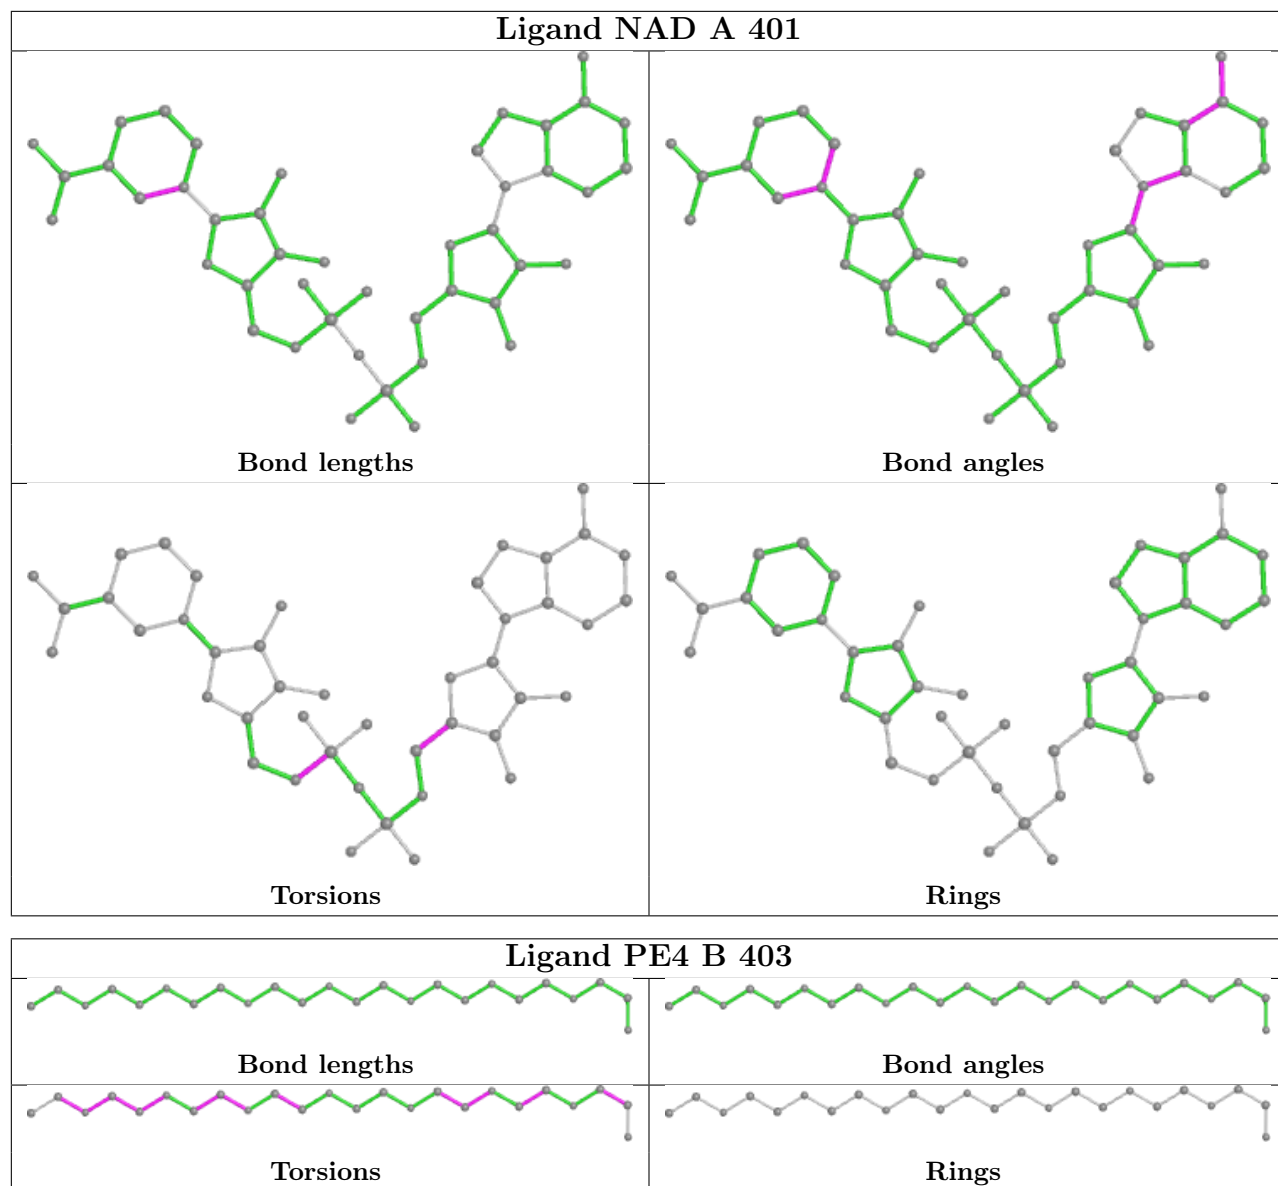 Ligand NAD A 401
Bond lengths
Bond angles
Torsions
Rings
Ligand PE4 B 403
Bond lengths
Bond angles
Torsions
Rings